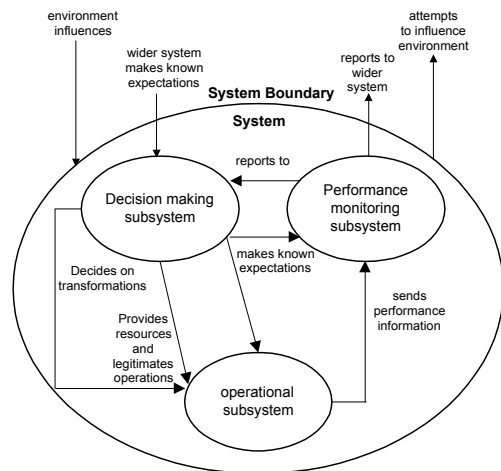 environment
influences
attempts
to influence
environment
wider system
makes known
expectations
reports to
wider
system
System Boundary
System
reports to
Decision making
subsystem
Performance
monitoring
subsystem
makes known
expectations
Decides on
transformations
sends
performance
information
Provides
resources
and
legitimates
operations
operational
subsystem